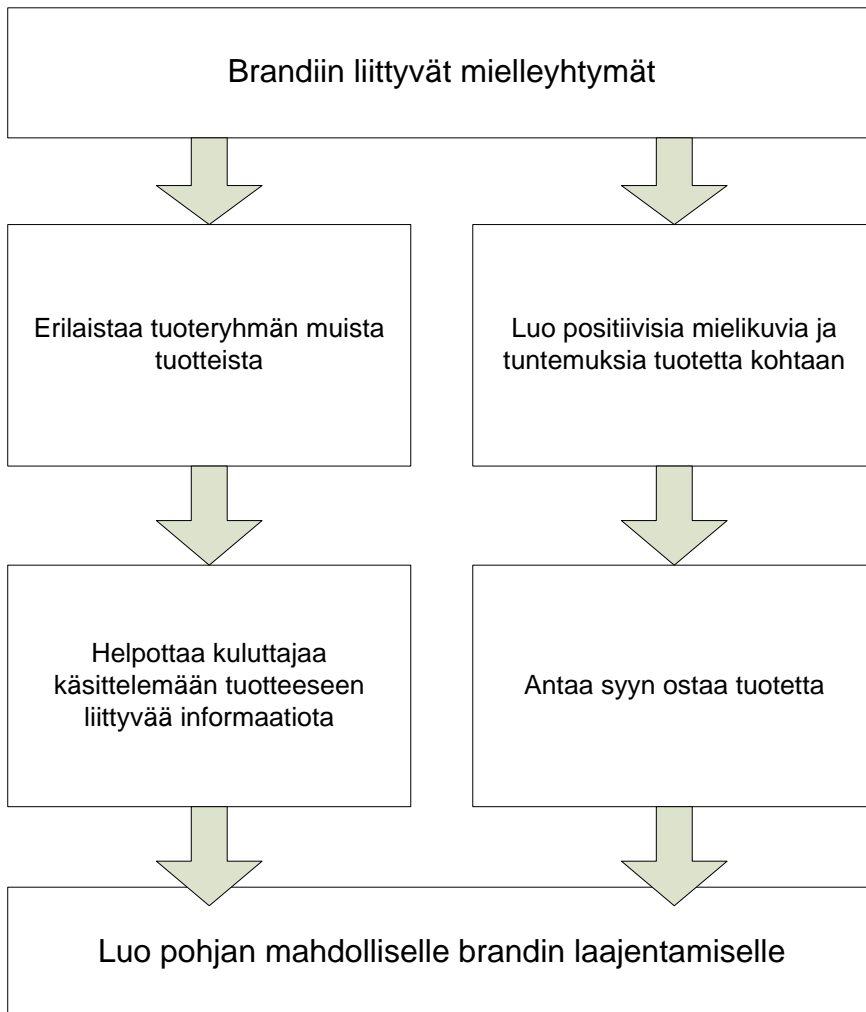 Brandiin liittyvät mielleyhtymät
Erilaistaa tuoteryhmän muista
tuotteista
Luo positiivisia mielikuvia ja
tuntemuksia tuotetta kohtaan
Helpottaa kuluttajaa
käsittelemään tuotteeseen
liittyvää informaatiota
Antaa syyn ostaa tuotetta
Luo pohjan mahdolliselle brandin laajentamiselle